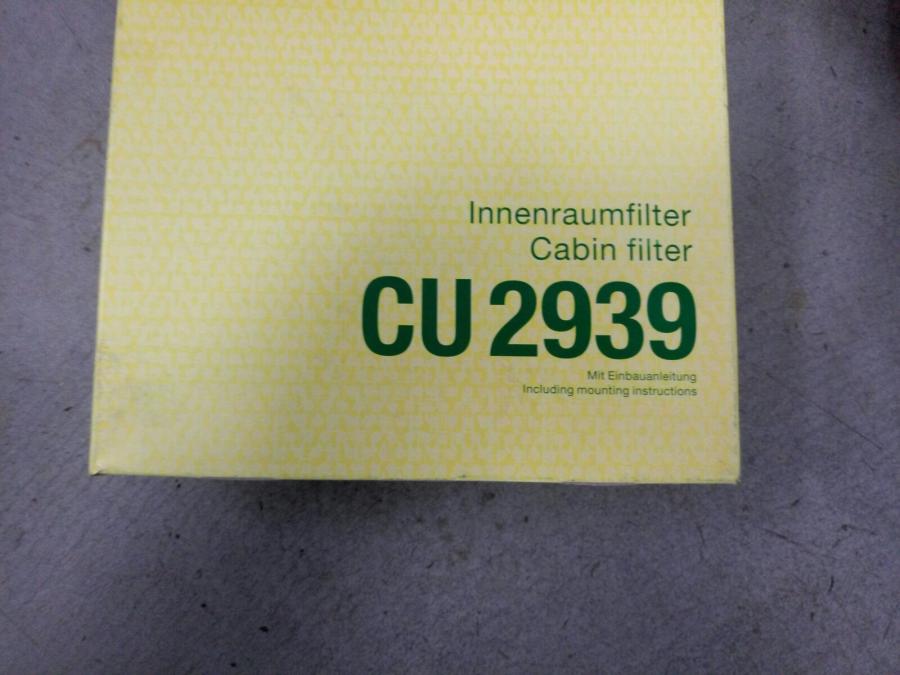 Innenraumfilter
Cabin filter
CU 2939
Mit Einbauanleitung
Including mounting instructions